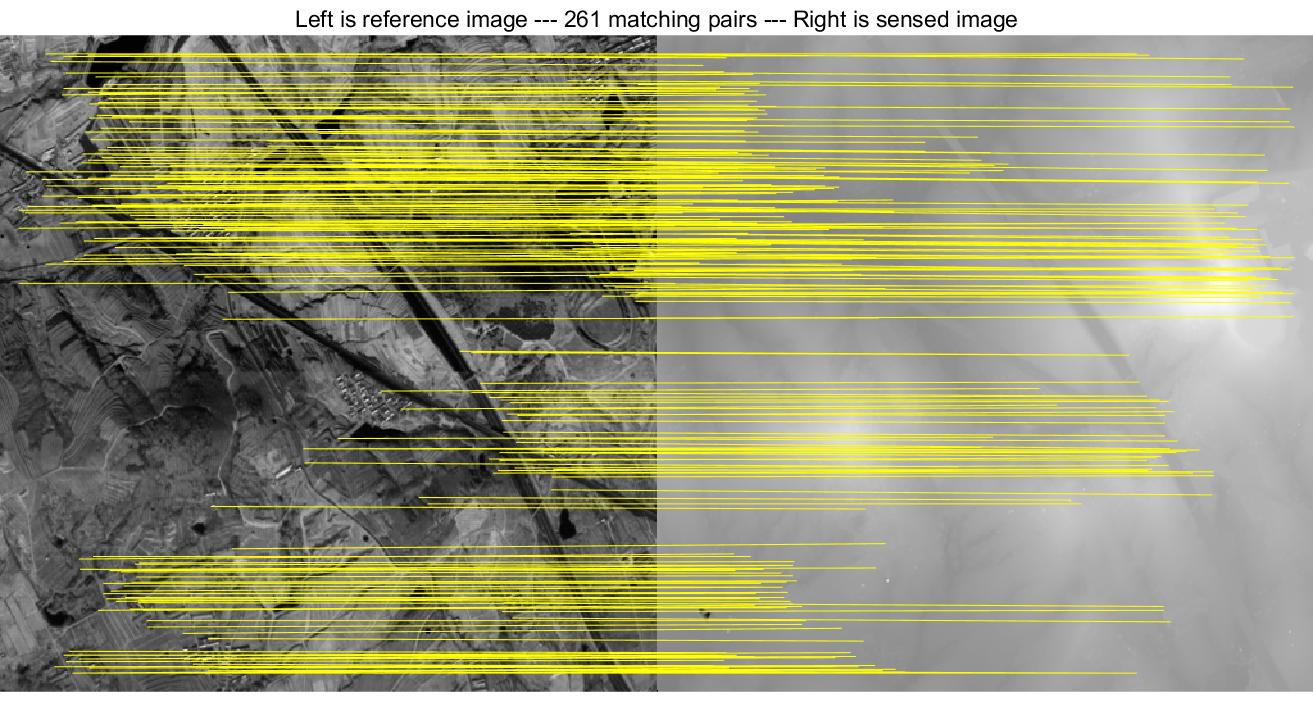 Left is reference image --- 261 matching pairs --- Right is sensed image